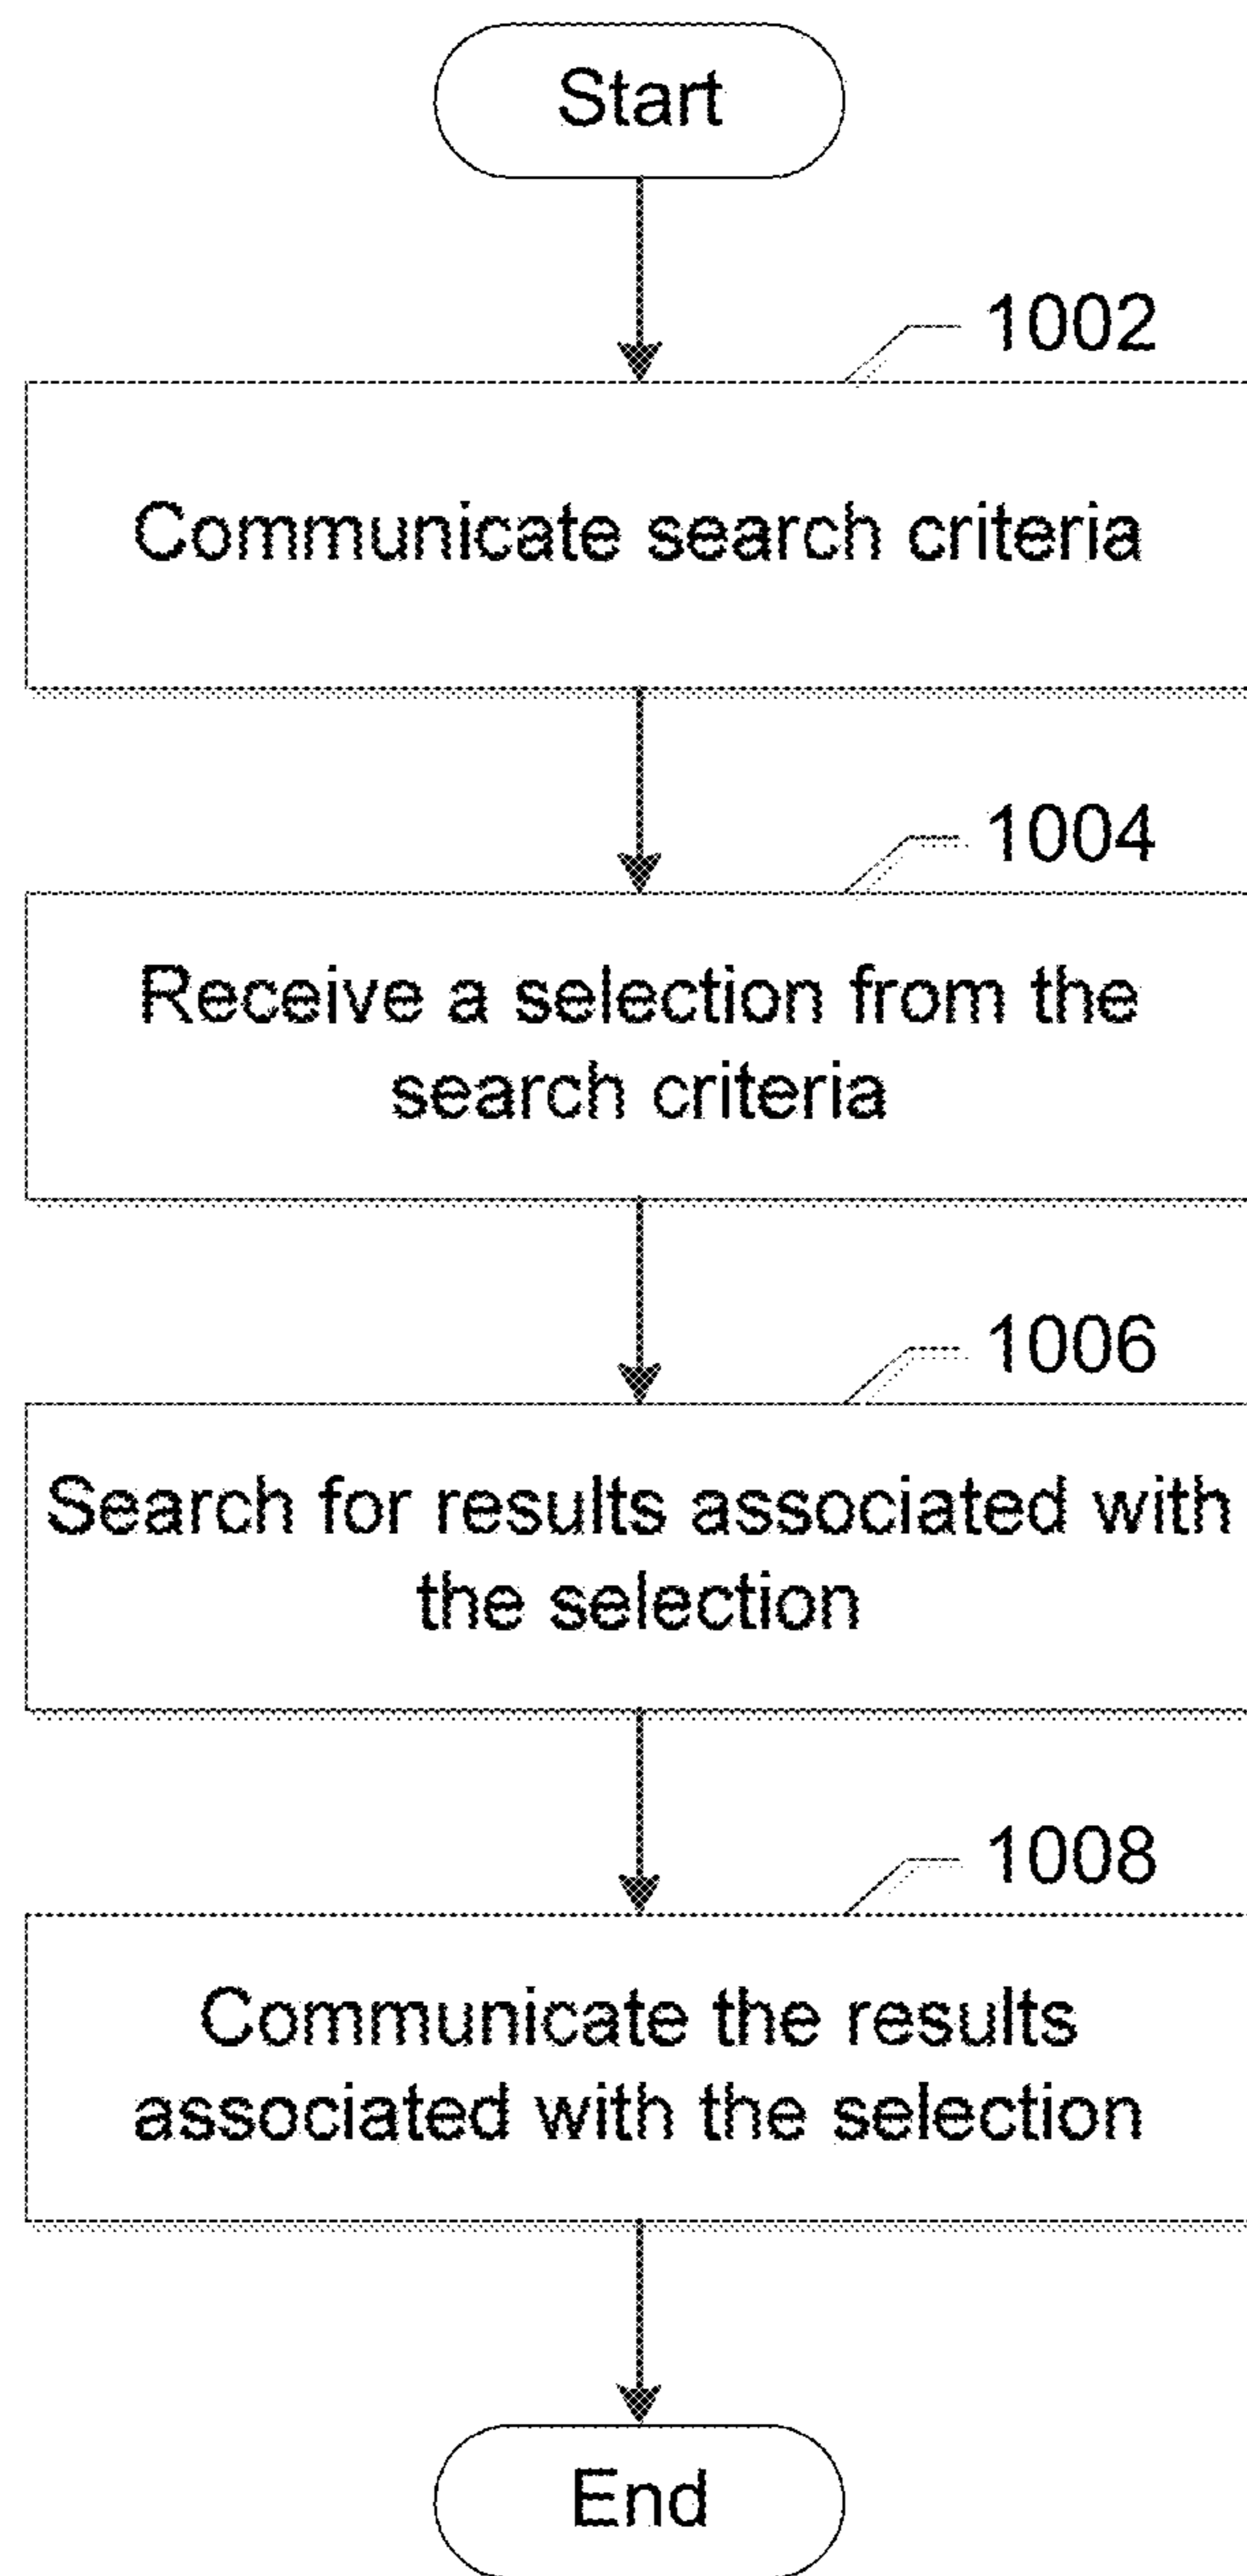 Start
1002
Communicate search criteria
1004
Receive a selection from the
search criteria
1006
Search for results associated with
the selection
1008
Communicate the results
associated with the selection
End